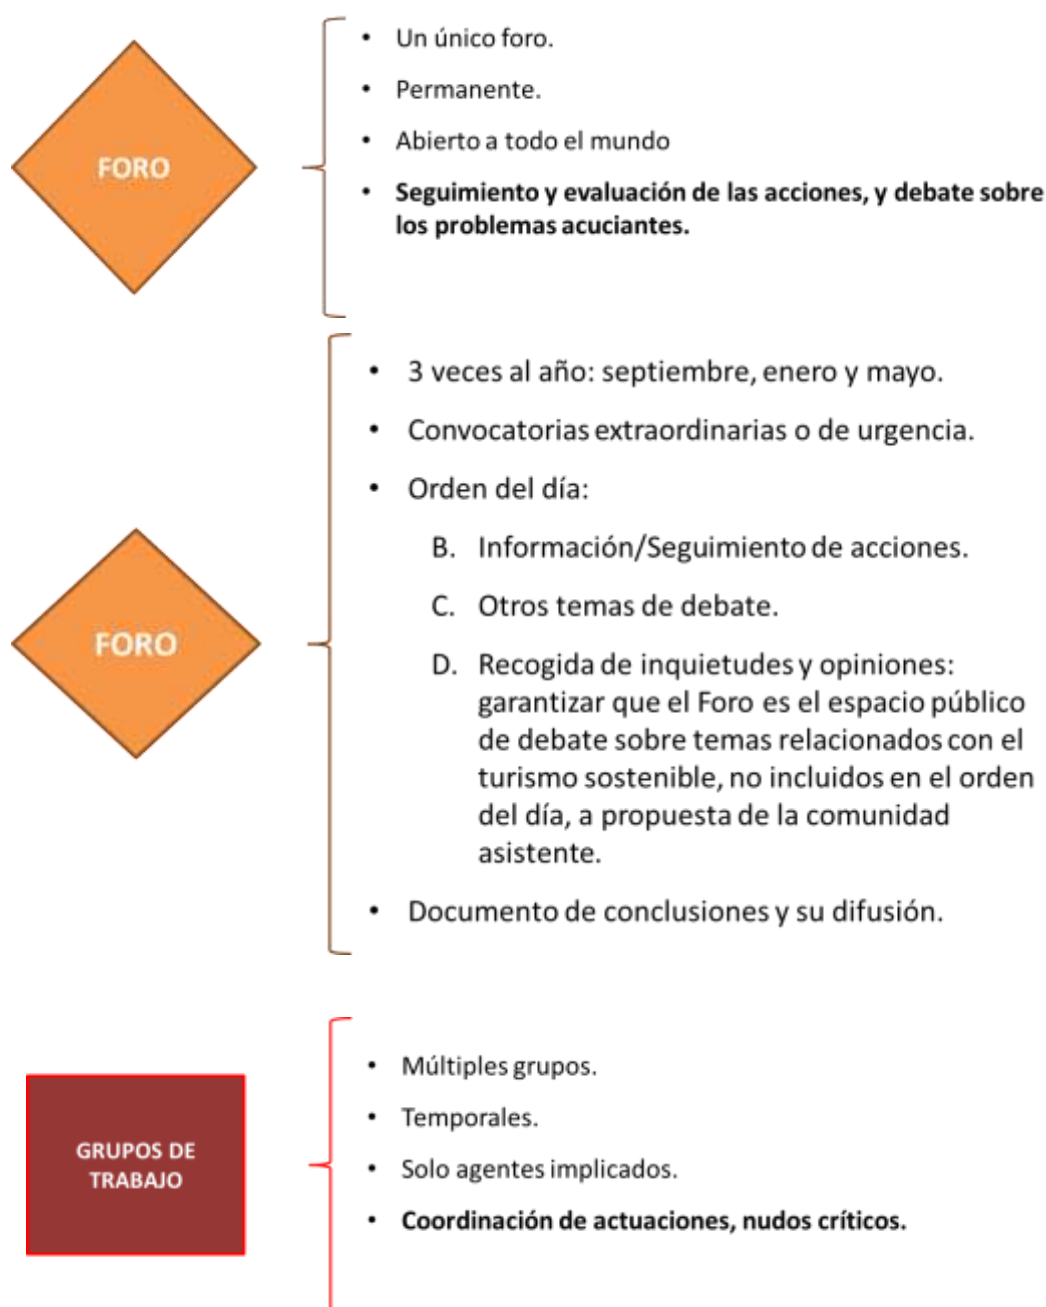 FORO
• Un único foro.
• Permanente.
• Abierto a todo el mundo
• Seguimiento y evaluación de las acciones, y debate sobre
los problemas acuciantes.
FORO
• 3 veces al año: septiembre, enero y mayo.
• Convocatorias extraordinarias o de urgencia.
• Orden del día:
B. Información/Seguimiento de acciones.
C. Otros temas de debate.
D. Recogida de inquietudes y opiniones:
garantizar que el Foro es el espacio público
de debate sobre temas relacionados con el
turismo sostenible, no incluidos en el orden
del día, a propuesta de la comunidad
asistente.
• Documento de conclusiones y su difusión.
GRUPOS DE
TRABAJO
• Múltiples grupos.
• Temporales.
• Solo agentes implicados.
• Coordinación de actuaciones, nudos críticos.